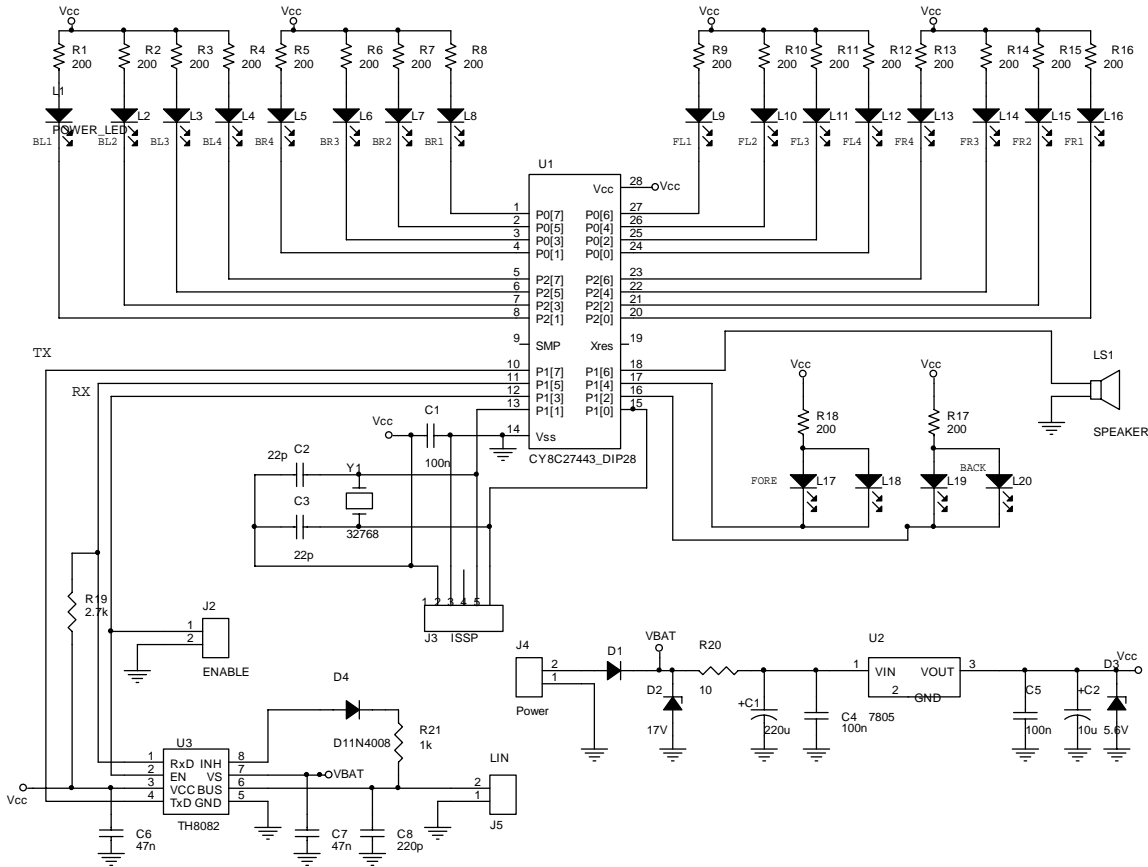 Vcc Vcc Vcc Vcc
R1 R2 R3 R4 R5 R6 R7 R8 R9 R10 R11 R12 R13 R14 R15 R16
200 200 200 200 200 200 200 200 200 200 200 200 200 200 200 200
L1
L2 L3 L4 L5 L6 L7 L8 L9 L10 L11 L12 L13 L14 L15 L16
POWER_LED
BL1 BL2 BL3 BL4 BR4 BR3 BR2 BR1 FL1 FL2 FL3 FL4 FR4 FR3 FR2 FR1
U1
Vcc 28 Vcc
1 P0[7] P0[6] 27
2 P0[5] P0[4] 26
3 P0[3] P0[2] 25
4 P0[1] P0[0] 24
5 P2[7] P2[6] 23
6 P2[5] P2[4] 22
7 P2[3] P2[2] 21
8 P2[1] P2[0] 20
9 SMP Xres 19
TX
10 P1[7] P1[6] 18
11 P1[5] P1[4] 17
RX
12 P1[3] P1[2] 16
13 P1[1] P1[0] 15
14 Vss
CY8C27443_DIP28
LS1
SPEAKER
Vcc Vcc
R18 R17
200 200
FORE L17 L18 BACK L19 L20
Vcc C1
100n
C2
22p
Y1
C3
32768
22p
1 2 3 4 5
J3 ISSP
R19
2.7k
J2
1
2
ENABLE
J4
2
1
Power
D1
VBAT
R20
10
D2
17V
+C1
220u
C4
100n
U2
1 VIN VOUT 3
2 GND
7805
C5
100n
+C2
10u
D3
5.6V
Vcc
D4
D11N4008
R21
1k
U3
1 RxD INH 8
2 EN VS 7 VBAT
3 VCC BUS 6
4 TxD GND 5
TH8082
Vcc
C6
47n
C7
47n
C8
220p
LIN
2
1
J5